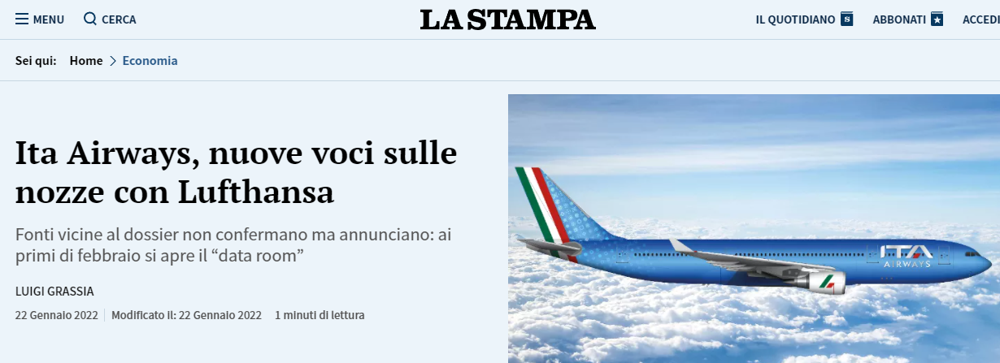 MENU CERCA LA STAMPA IL QUOTIDIANO S ABBONATI ACCEDI
Sei qui: Home Economia
Ita Airways, nuove voci sulle
nozze con Lufthansa
Fonti vicine al dossier non confermano ma annunciano: ai
primi di febbraio si apre il “data room”
LUIGI GRASSIA
22 Gennaio 2022 Modificato il: 22 Gennaio 2022 1 minuti di lettura
ITA
AIRWAYS